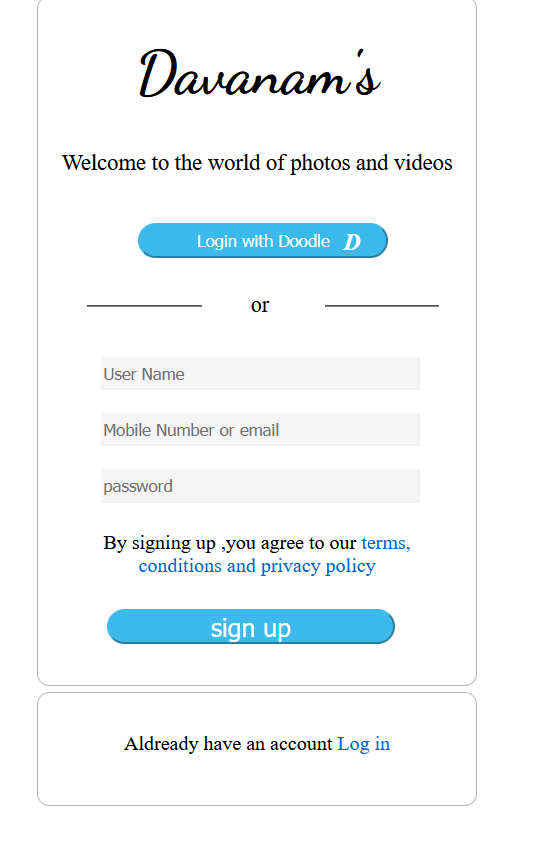 Davanam's
Welcome to the world of photos and videos
Login with Doodle D
or
User Name
Mobile Number or email
password
By signing up ,you agree to our terms,
conditions and privacy policy
sign up
Aldready have an account Log in